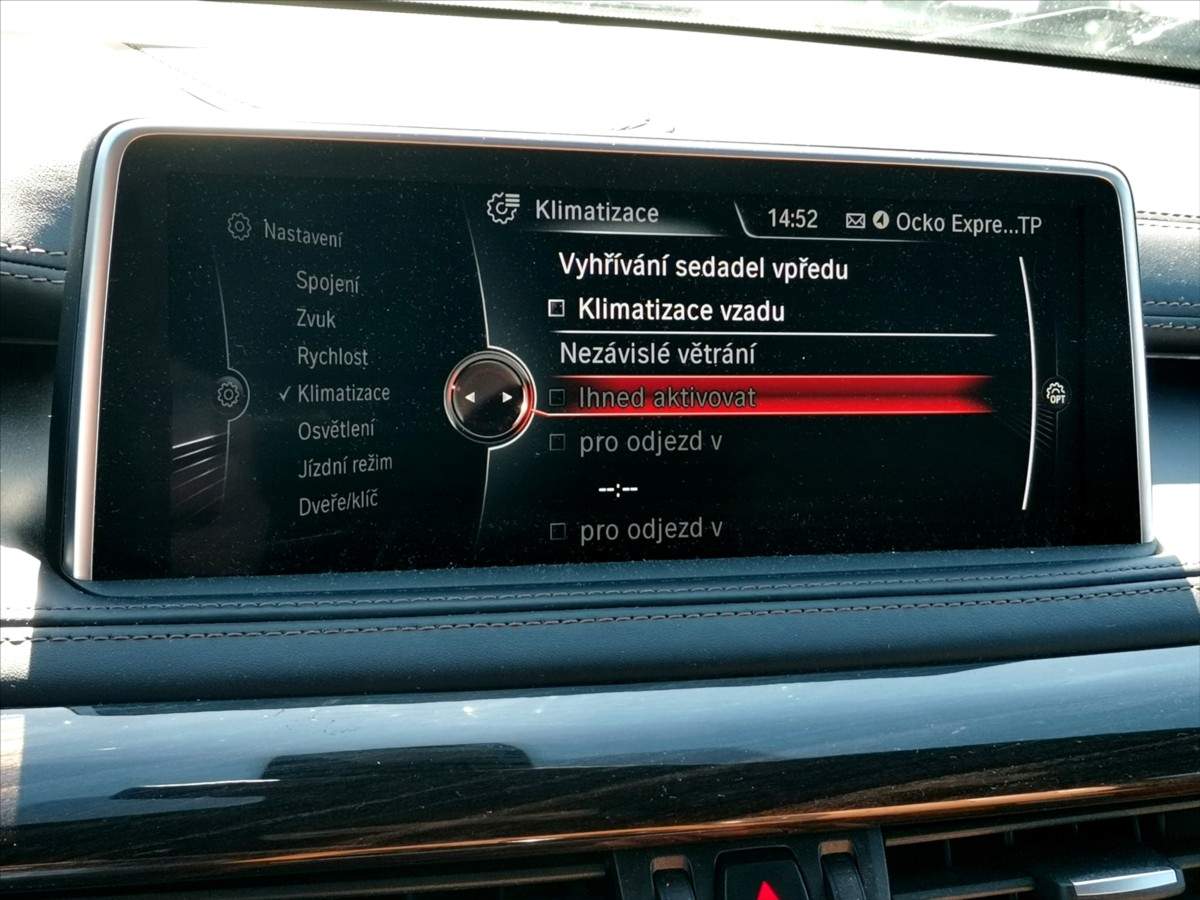 Nastavení
Spojení
Zvuk
Rychlost
✓ Klimatizace
Osvětlení
Jízdní režim
Dveře/klíč
Klimatizace
14:52
Ocko Expre...TP
Vyhřívání sedadel vpředu
Klimatizace vzadu
Nezávislé větrání
Ihned aktivovat
pro odjezd v
--:--
pro odjezd v
OPT